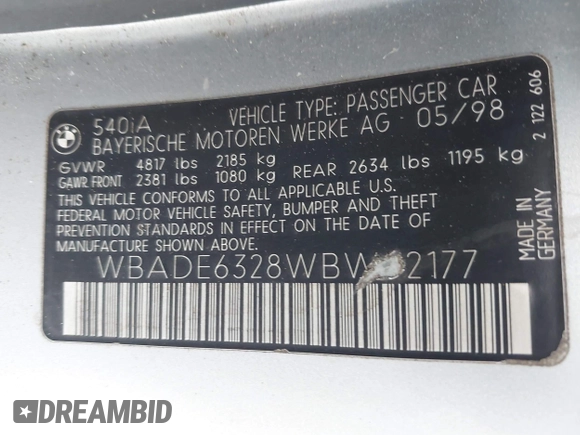 540iA VEHICLE TYPE: PASSENGER CAR
BAYERISCHE MOTOREN WERKE AG 05/98
GVWR 4817 lbs 2185 kg
GAWR FRONT 2381 lbs 1080 kg REAR 2634 lbs 1195 kg
THIS VEHICLE CONFORMS TO ALL APPLICABLE U.S.
FEDERAL MOTOR VEHICLE SAFETY, BUMPER AND THEFT
PREVENTION STANDARDS IN EFFECT ON THE DATE OF
MANUFACTURE SHOWN ABOVE.
MADE IN
GERMANY
2 122 606
BMW
DREAMBID